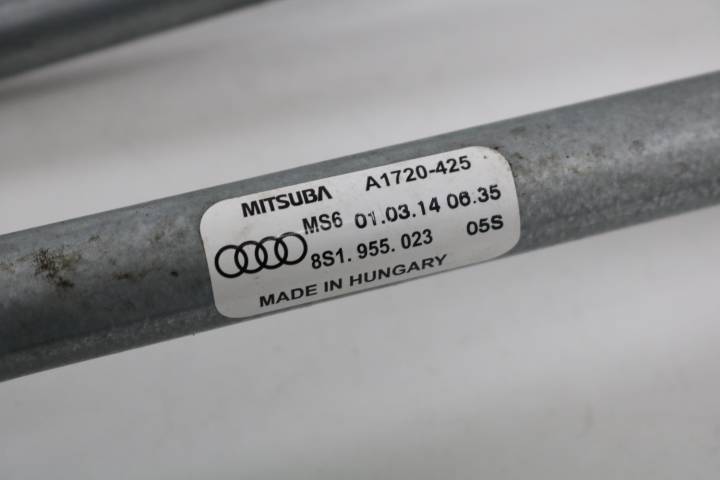 MITSUBA A1720-425
MS6 01.03.14 06.35
8S1. 955. 023 05S
MADE IN HUNGARY